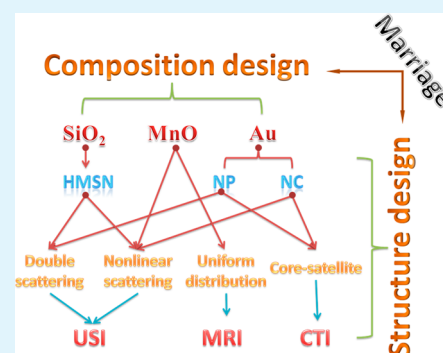 Marriage
Composition design
SiO₂ MnO Au
HMSN NP NC
Double scattering Nonlinear scattering Uniform distribution Core-satellite
USI MRI CTI
Structure design